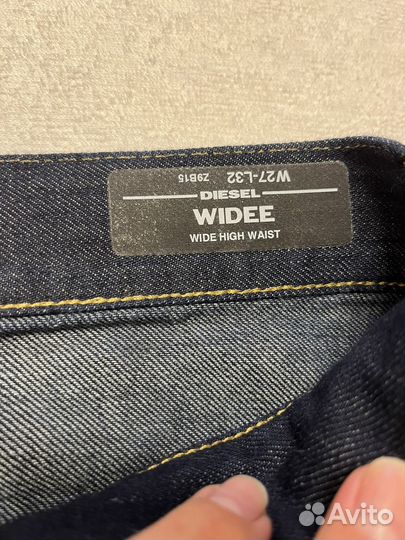 W27-L32 Z9B15
DIESEL
WIDEE
WIDE HIGH WAIST
Avito